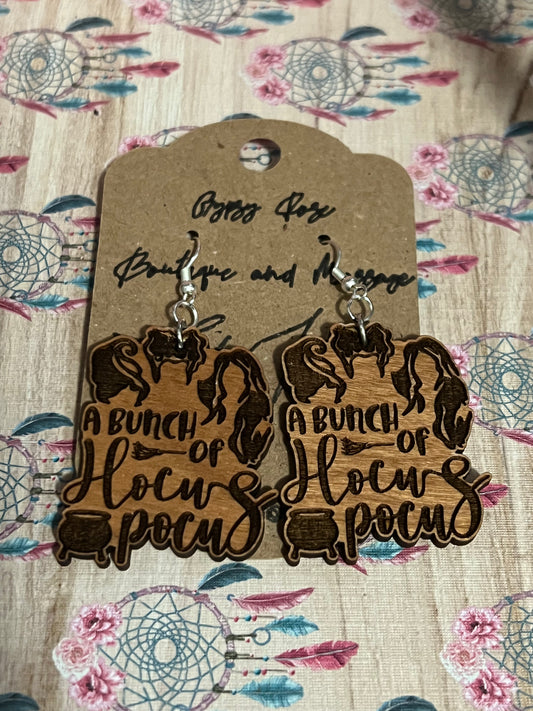 Gypsy Rose
Boutique and Massage
A BUNCH
OF
Hocus
pocus
A BUNCH
OF
Hocus
pocus